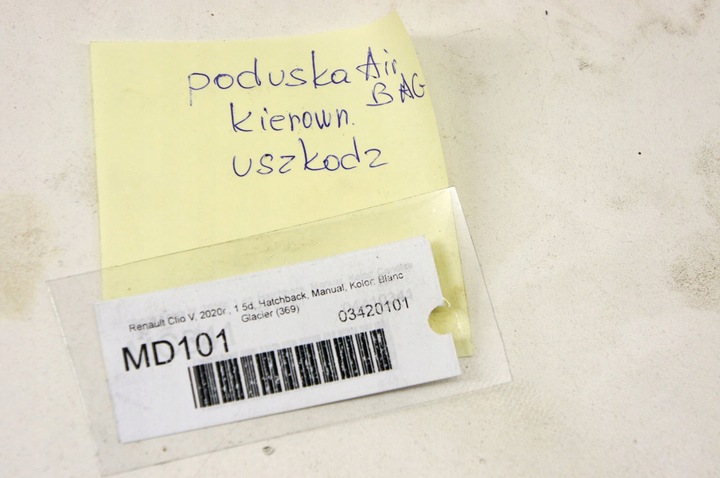 poduska Air
BAG
kierown.
uszkodz
Renault Clio V, 2020r., 1.5d, Hatchback, Manual, Kolor: Blanc
Glacier (369)
03420101
MD101